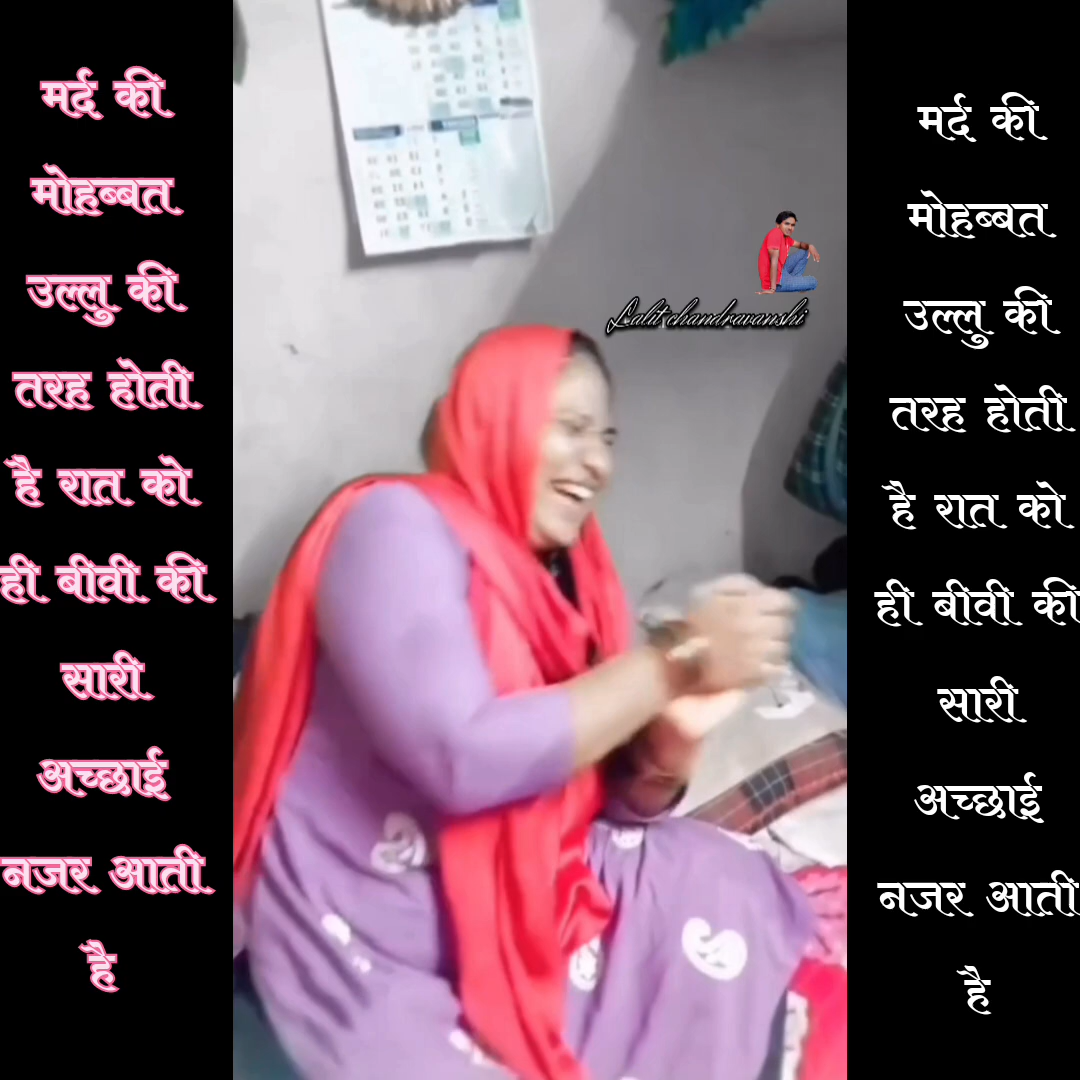 मर्द की
मोहब्बत
उल्लु की
तरह होती
है रात को
ही बीवी की
सारी
अच्छाई
नजर आती
है
Lalit chandravanshi
मर्द की
मोहब्बत
उल्लु की
तरह होती
है रात को
ही बीवी की
सारी
अच्छाई
नजर आती
है